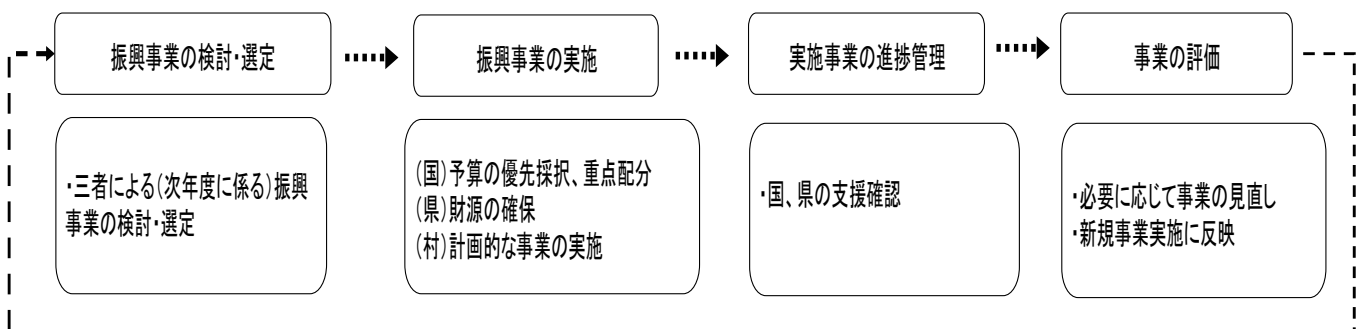 振興事業の検討・選定
振興事業の実施
実施事業の進捗管理
事業の評価
・三者による(次年度に係る)振興
事業の検討・選定
(国)予算の優先採択、重点配分
(県)財源の確保
(村)計画的な事業の実施
・国、県の支援確認
・必要に応じて事業の見直し
・新規事業実施に反映